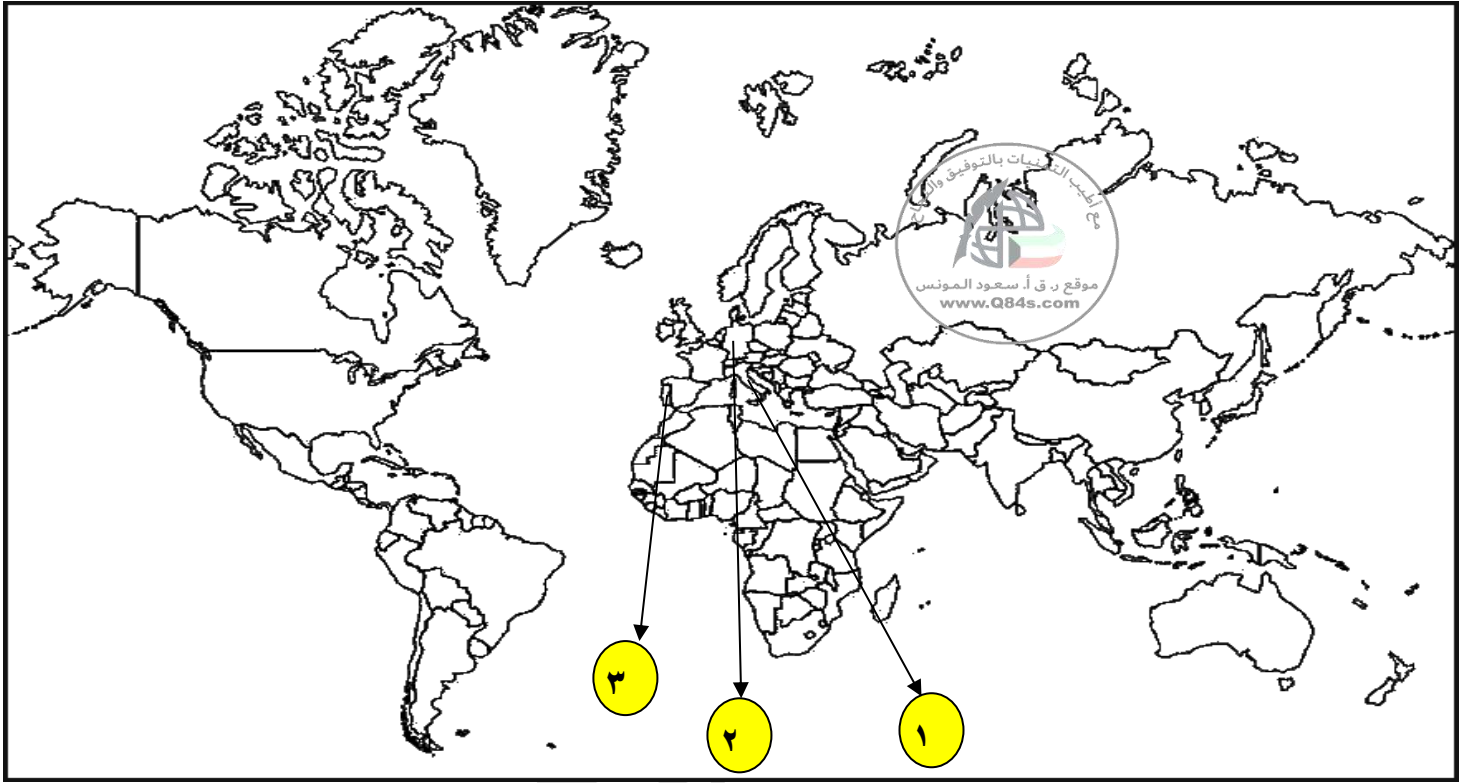 مع أطيب التمنيات بالتوفيق والنجاح
موقع ر. ق أ. سعود المونس
www.Q84s.com
٣
٢
١